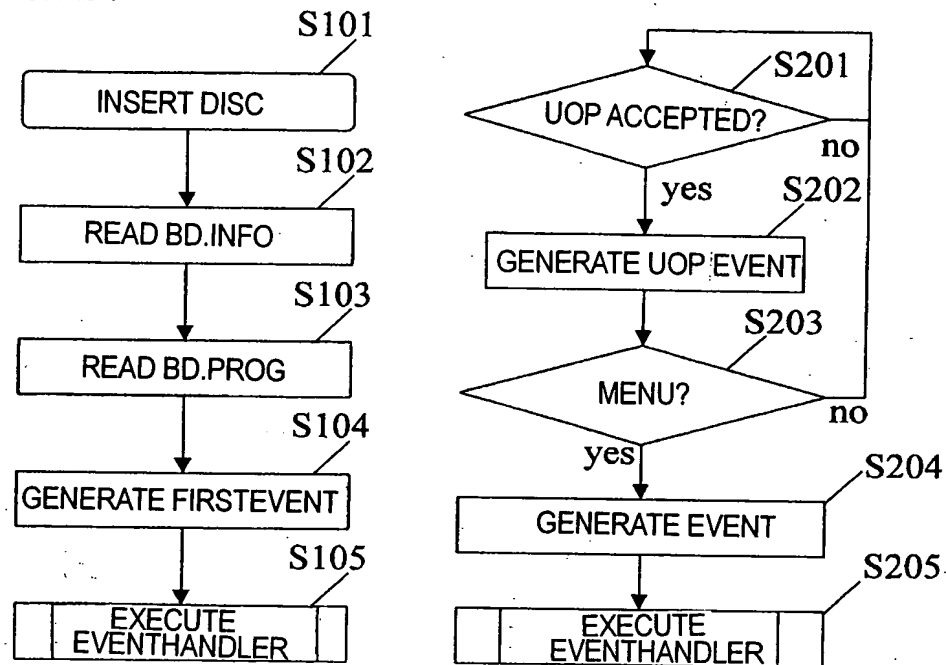 S101
INSERT DISC
S102
READ BD.INFO
S103
READ BD.PROG
S104
GENERATE FIRSTEVENT
S105
EXECUTE
EVENTHANDLER
S201
UOP ACCEPTED?
no
yes
S202
GENERATE UOP EVENT
S203
MENU?
no
yes
S204
GENERATE EVENT
S205
EXECUTE
EVENTHANDLER